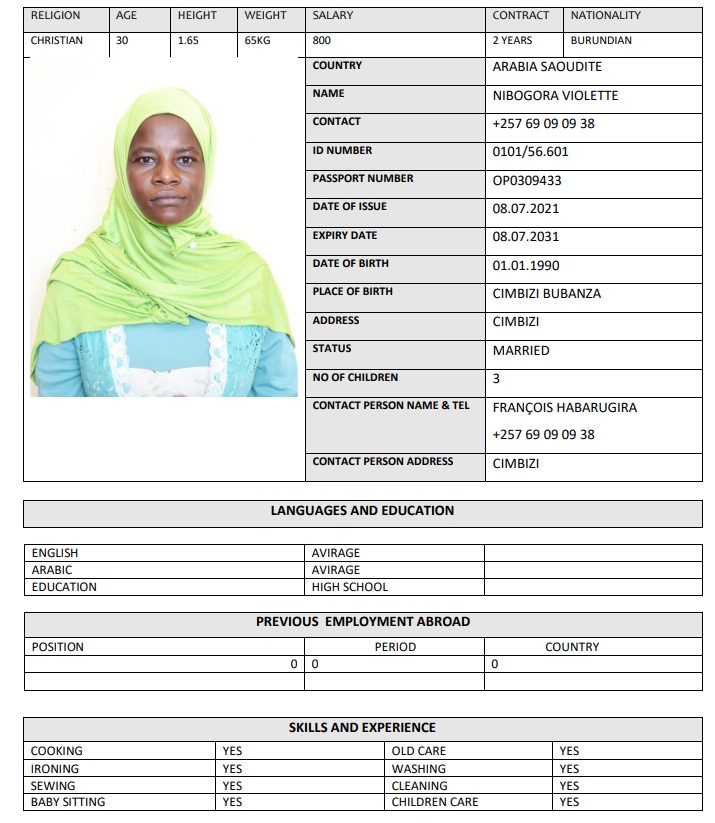 RELIGION AGE HEIGHT WEIGHT SALARY CONTRACT NATIONALITY
CHRISTIAN 30 1.65 65KG 800 2 YEARS BURUNDIAN
COUNTRY ARABIA SAOUDITE
NAME NIBOGORA VIOLETTE
CONTACT +257 69 09 09 38
ID NUMBER 0101/56.601
PASSPORT NUMBER OP0309433
DATE OF ISSUE 08.07.2021
EXPIRY DATE 08.07.2031
DATE OF BIRTH 01.01.1990
PLACE OF BIRTH CIMBIZI BUBANZA
ADDRESS CIMBIZI
STATUS MARRIED
NO OF CHILDREN 3
CONTACT PERSON NAME & TEL FRANÇOIS HABARUGIRA
+257 69 09 09 38
CONTACT PERSON ADDRESS CIMBIZI
LANGUAGES AND EDUCATION
ENGLISH AVIRAGE
ARABIC AVIRAGE
EDUCATION HIGH SCHOOL
PREVIOUS EMPLOYMENT ABROAD
POSITION PERIOD COUNTRY
0 0 0
SKILLS AND EXPERIENCE
COOKING YES OLD CARE YES
IRONING YES WASHING YES
SEWING YES CLEANING YES
BABY SITTING YES CHILDREN CARE YES